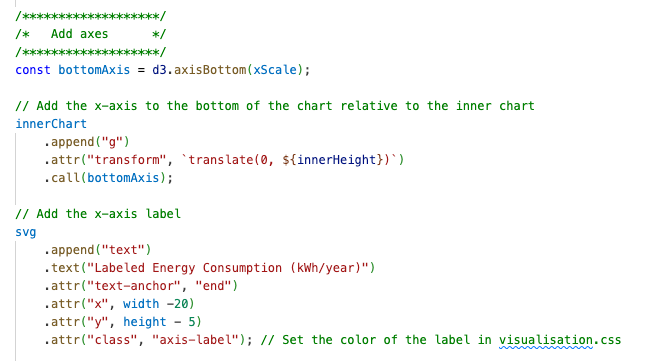 /*******************/
/*   Add axes      */
/*******************/
const bottomAxis = d3.axisBottom(xScale);
// Add the x-axis to the bottom of the chart relative to the inner chart
innerChart
.append("g")
.attr("transform", `translate(0, ${innerHeight})`)
.call(bottomAxis);
// Add the x-axis label
svg
.append("text")
.text("Labeled Energy Consumption (kWh/year)")
.attr("text-anchor", "end")
.attr("x", width -20)
.attr("y", height - 5)
.attr("class", "axis-label"); // Set the color of the label in visualisation.css